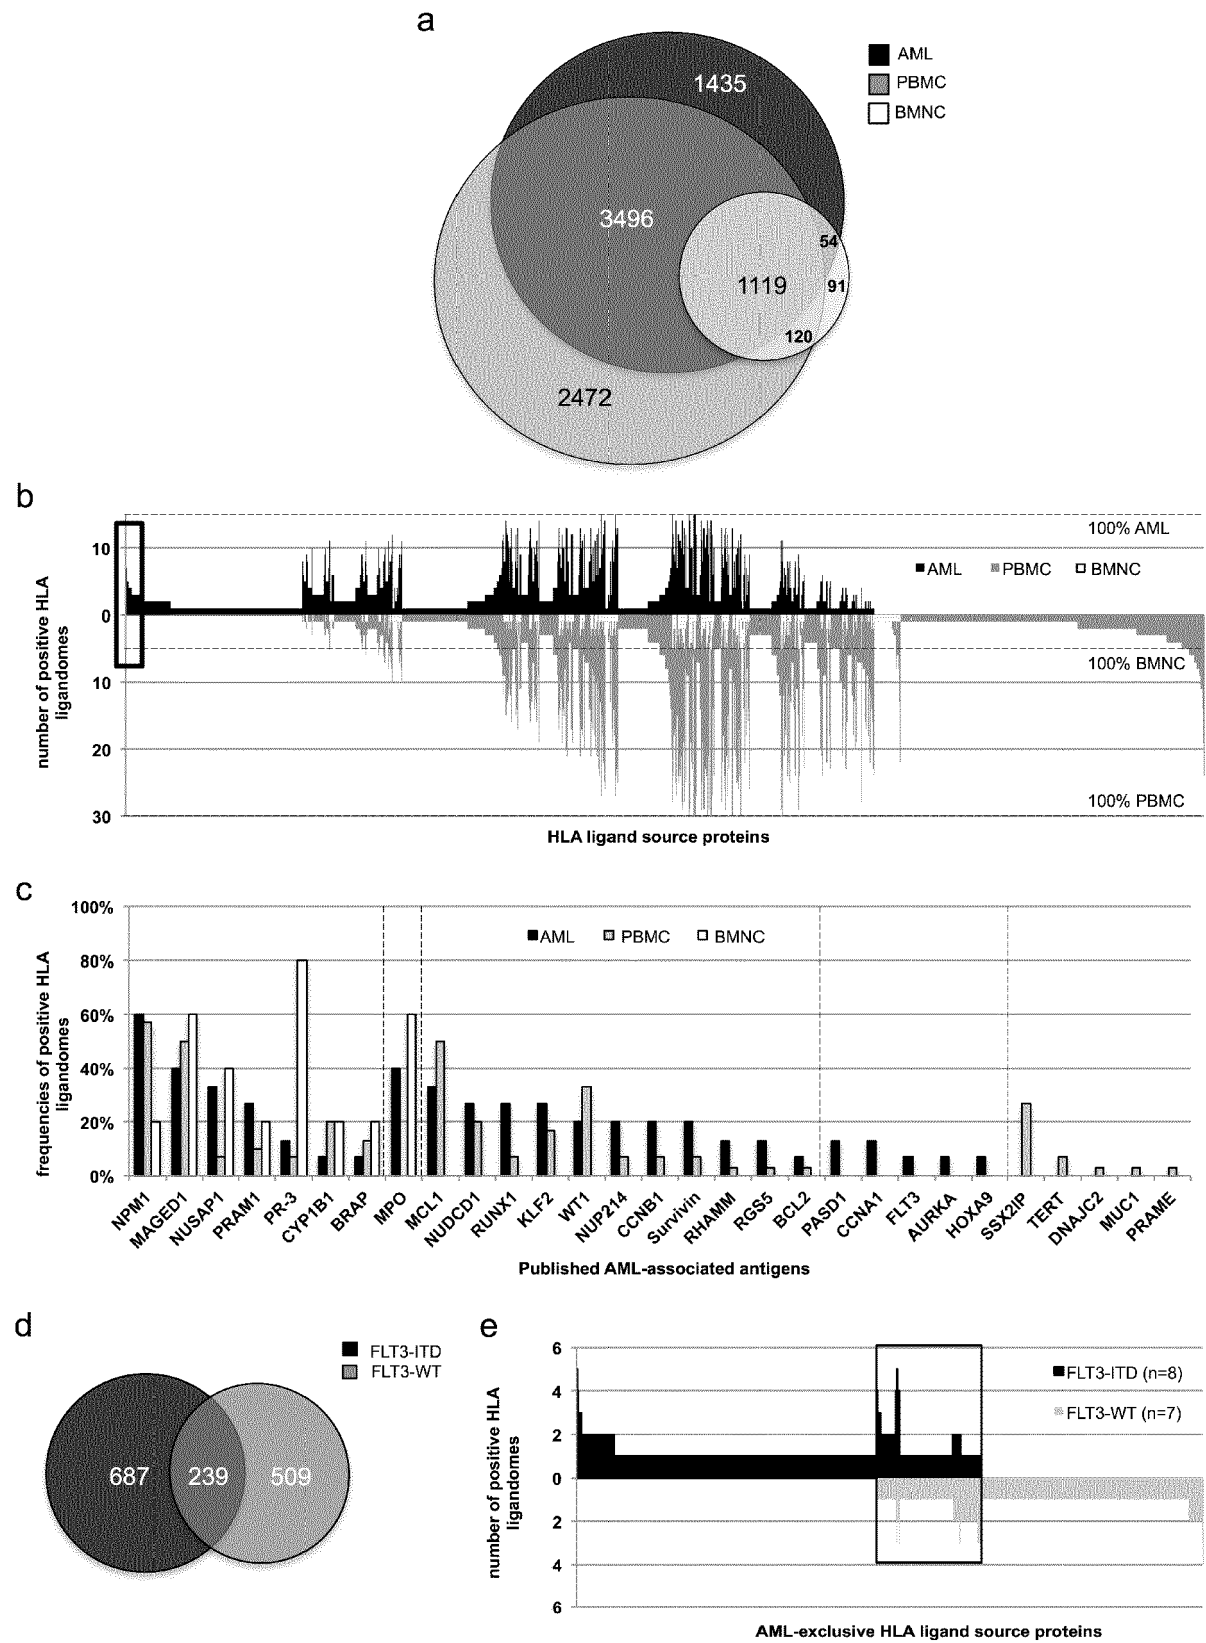 a
AML
PBMC
BMNC
1435
3496
54
1119
91
120
2472
b
number of positive HLA
ligandomes
10
0
10
20
30
100% AML
AML PBMC BMNC
100% BMNC
100% PBMC
HLA ligand source proteins
c
frequencies of positive HLA
ligandomes
100%
80%
60%
40%
20%
0%
AML PBMC BMNC
NPM1
MAGED1
NUSAP1
PRAM1
PR-3
CYP1B1
BRAP
MPO
MCL1
NUDCD1
RUNX1
KLF2
WT1
NUP214
CCNB1
Survivin
RHAMM
RGS5
BCL2
PASD1
CCNA1
FLT3
AURKA
HOXA9
SSX2IP
TERT
DNAJC2
MUC1
PRAME
Published AML-associated antigens
d
FLT3-ITD
FLT3-WT
687 239 509
e
number of positive HLA
ligandomes
6
4
2
0
2
4
6
FLT3-ITD (n=8)
FLT3-WT (n=7)
AML-exclusive HLA ligand source proteins